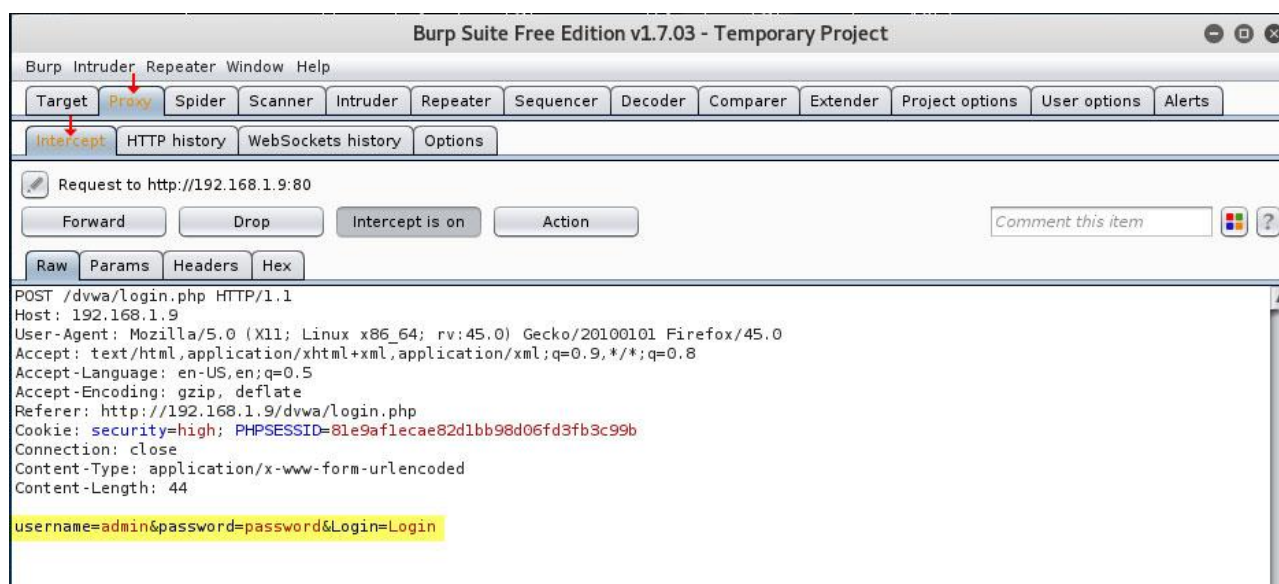 Burp Suite Free Edition v1.7.03 - Temporary Project
Burp Intruder Repeater Window Help
Target Proxy Spider Scanner Intruder Repeater Sequencer Decoder Comparer Extender Project options User options Alerts
Intercept HTTP history WebSockets history Options
Request to http://192.168.1.9:80
Forward Drop Intercept is on Action Comment this item ?
Raw Params Headers Hex
POST /dvwa/login.php HTTP/1.1
Host: 192.168.1.9
User-Agent: Mozilla/5.0 (X11; Linux x86_64; rv:45.0) Gecko/20100101 Firefox/45.0
Accept: text/html,application/xhtml+xml,application/xml;q=0.9,*/*;q=0.8
Accept-Language: en-US,en;q=0.5
Accept-Encoding: gzip, deflate
Referer: http://192.168.1.9/dvwa/login.php
Cookie: security=high; PHPSESSID=81e9af1ecae82d1bb98d06fd3fb3c99b
Connection: close
Content-Type: application/x-www-form-urlencoded
Content-Length: 44
username=admin&password=password&Login=Login